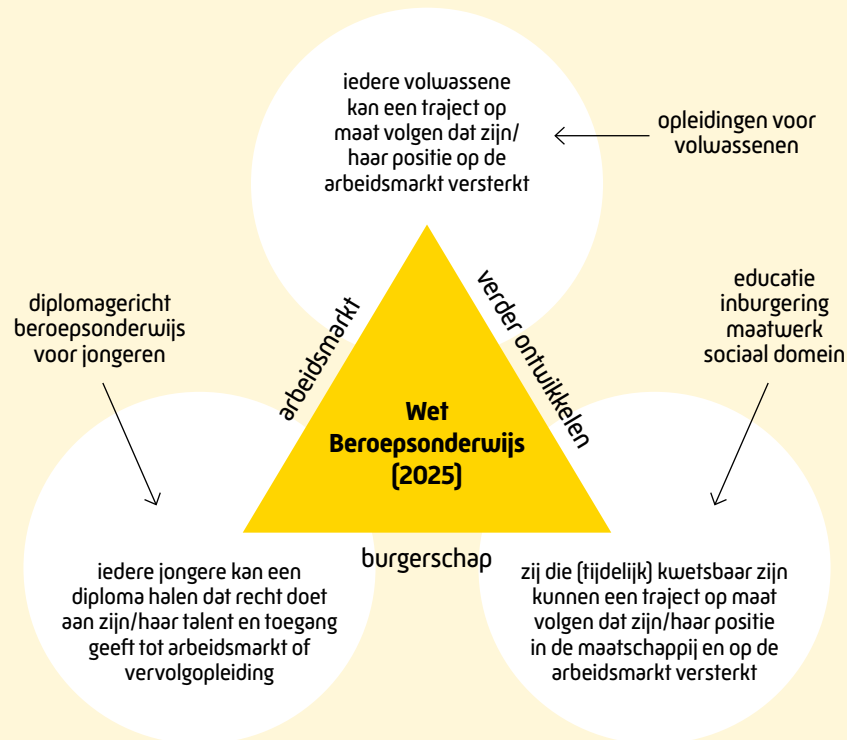 iedere volwassene
kan een traject op
maat volgen dat zijn/
haar positie op de
arbeidsmarkt versterkt
opleidingen voor
volwassenen
diplomagericht
beroepsonderwijs
voor jongeren
arbeidsmarkt
verder ontwikkelen
educatie
inburgering
maatwerk
sociaal domein
Wet
Beroepsonderwijs
(2025)
burgerschap
iedere jongere kan een
diploma halen dat recht doet
aan zijn/haar talent en toegang
geeft tot arbeidsmarkt of
vervolgopleiding
zij die (tijdelijk) kwetsbaar zijn
kunnen een traject op maat
volgen dat zijn/haar positie
in de maatschappij en op de
arbeidsmarkt versterkt